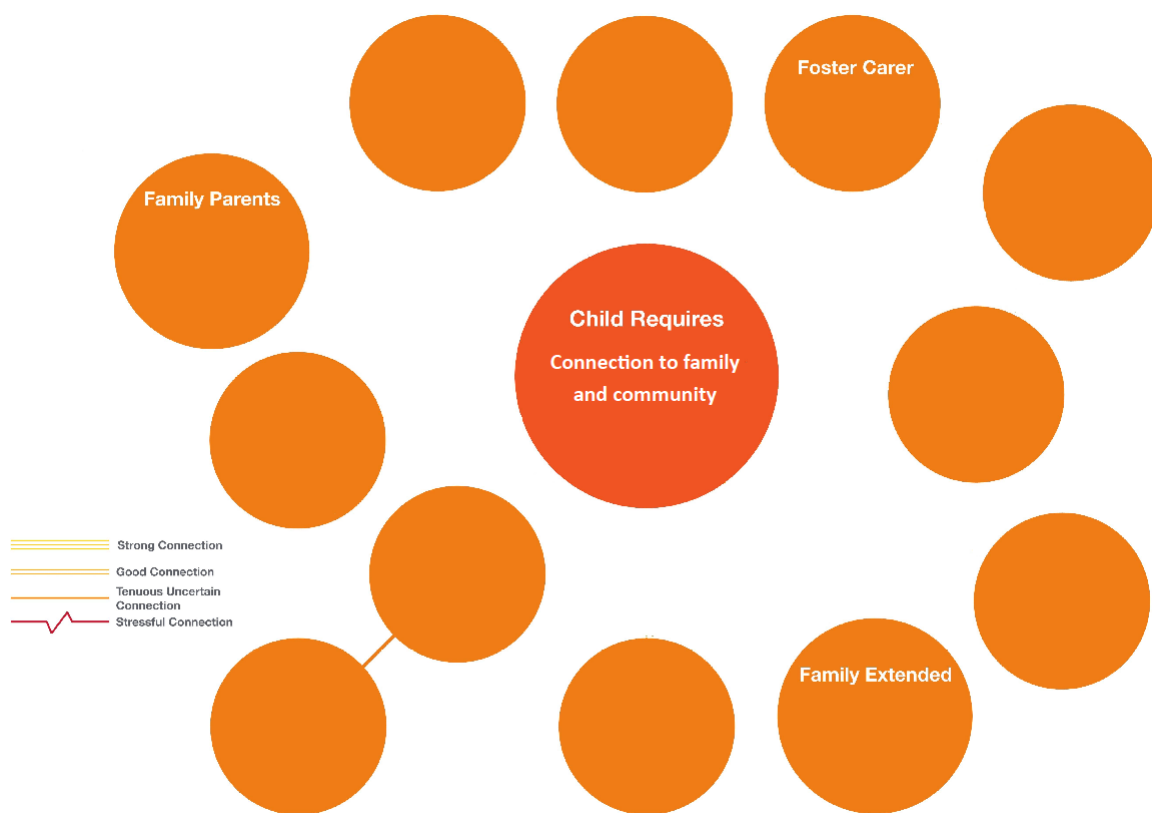 Foster Carer
Family Parents
Child Requires
Connection to family
and community
Strong Connection
Good Connection
Tenuous Uncertain
Connection
Stressful Connection
Family Extended